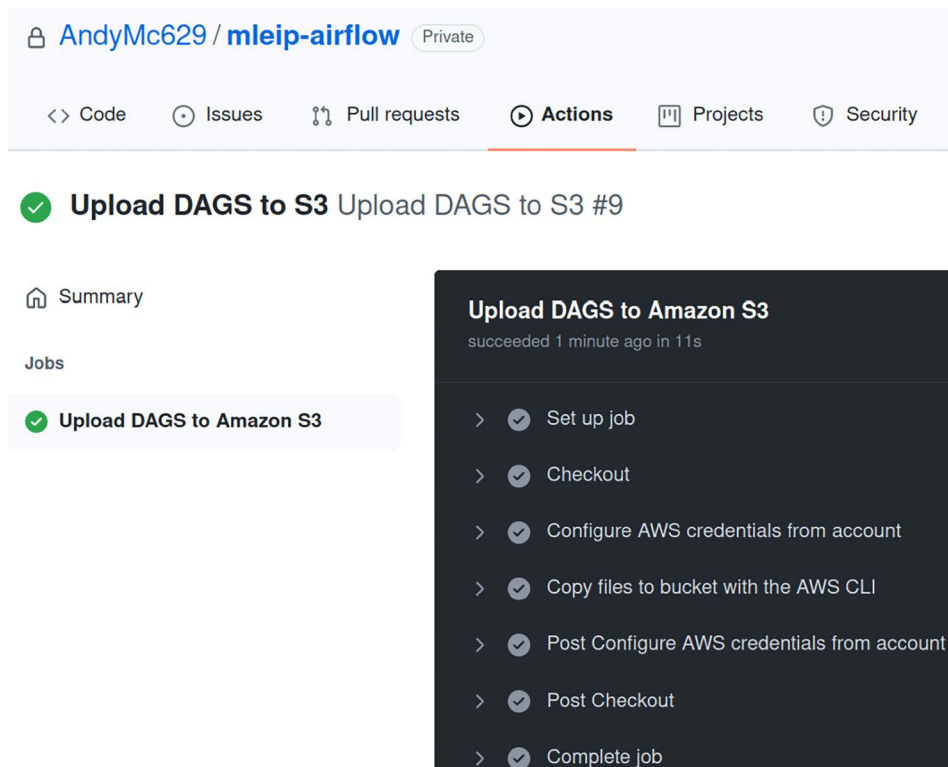 AndyMc629 / mleip-airflow Private
Code Issues Pull requests Actions Projects Security
Upload DAGS to S3 Upload DAGS to S3 #9
Summary
Jobs
Upload DAGS to Amazon S3
Upload DAGS to Amazon S3
succeeded 1 minute ago in 11s
Set up job
Checkout
Configure AWS credentials from account
Copy files to bucket with the AWS CLI
Post Configure AWS credentials from account
Post Checkout
Complete job